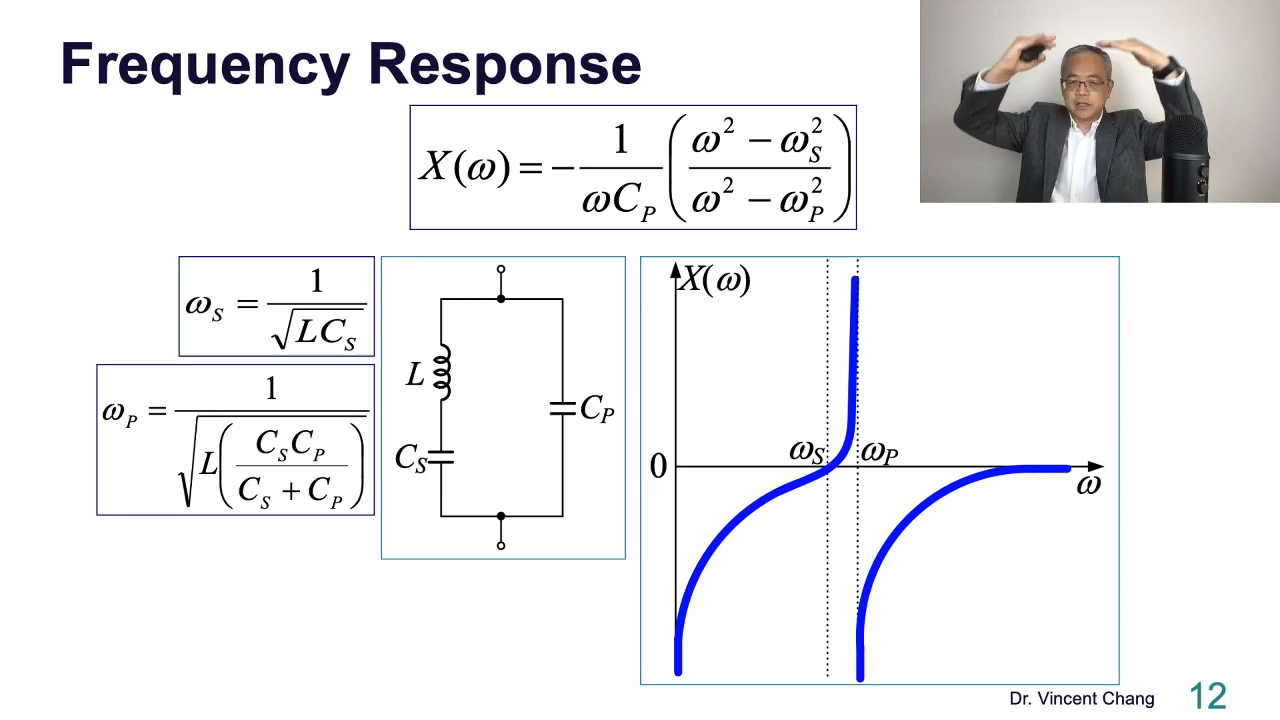 Frequency Response
X(ω) = − 1/(ωC_P) ((ω² − ω_S²)/(ω² − ω_P²))
ω_S = 1/√(LC_S)
ω_P = 1/√(L((C_S C_P)/(C_S + C_P)))
L
C_S
C_P
X(ω)
0
ω_S
ω_P
ω
Dr. Vincent Chang
12